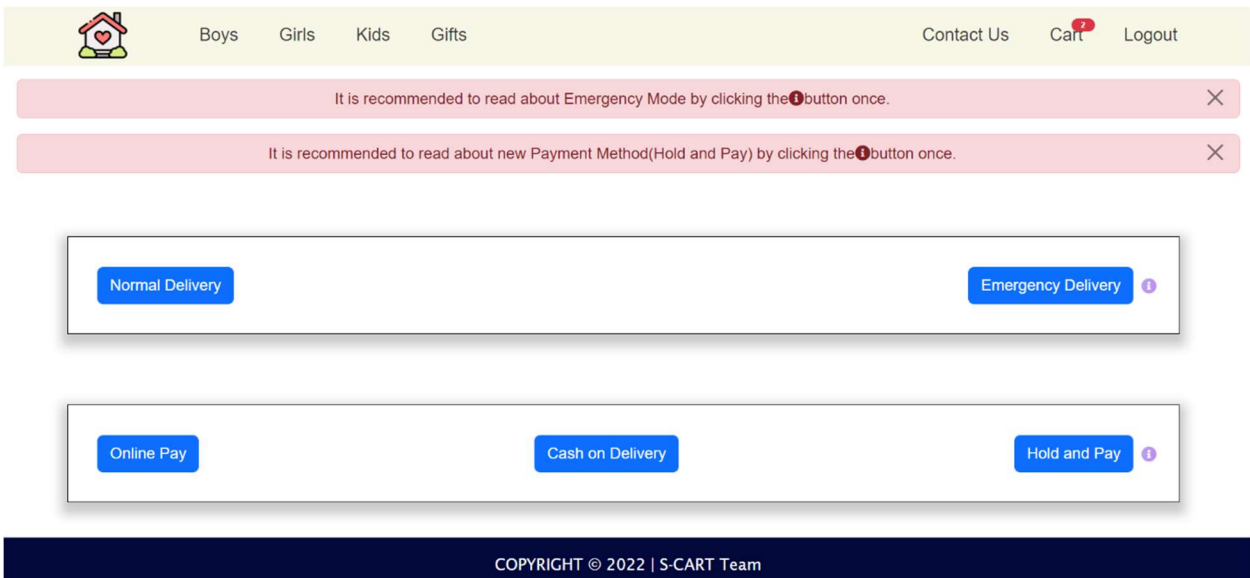 Boys Girls Kids Gifts Contact Us Cart 2 Logout
It is recommended to read about Emergency Mode by clicking the button once.
It is recommended to read about new Payment Method(Hold and Pay) by clicking the button once.
Normal Delivery Emergency Delivery
Online Pay Cash on Delivery Hold and Pay
COPYRIGHT © 2022 | S-CART Team